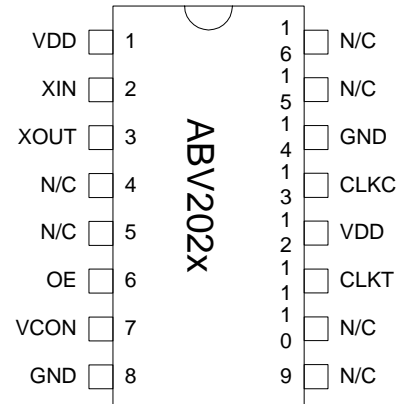 VDD 1 16 N/C
XIN 2 15 N/C
XOUT 3 14 GND
N/C 4 13 CLKC
N/C 5 12 VDD
OE 6 11 CLKT
VCON 7 10 N/C
GND 8 9 N/C
ABV202x